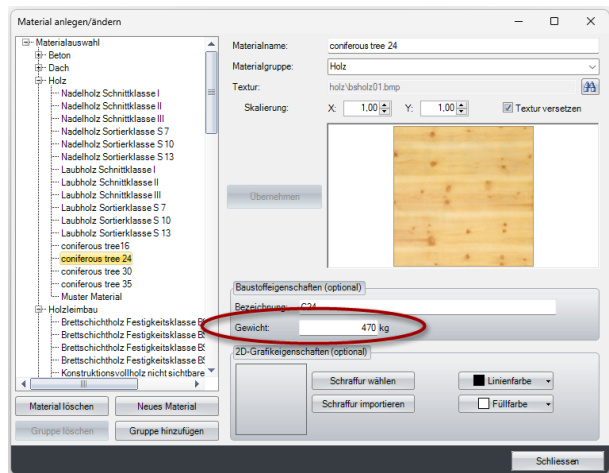 Material anlegen/ändern
Materialauswahl
Beton
Dach
Holz
Nadelholz Schnittklasse I
Nadelholz Schnittklasse II
Nadelholz Schnittklasse III
Nadelholz Sortierklasse S 7
Nadelholz Sortierklasse S 10
Nadelholz Sortierklasse S 13
Laubholz Schnittklasse I
Laubholz Schnittklasse II
Laubholz Schnittklasse III
Laubholz Sortierklasse S 7
Laubholz Sortierklasse S 10
Laubholz Sortierklasse S 13
coniferous tree16
coniferous tree 24
coniferous tree 30
coniferous tree 35
Muster Material
Holzleimbau
Brettschichtholz Festigkeitsklasse BS
Brettschichtholz Festigkeitsklasse BS
Brettschichtholz Festigkeitsklasse BS
Brettschichtholz Festigkeitsklasse BS
Konstruktionsvollholz nicht sichtbare
Material löschen
Neues Material
Gruppe löschen
Gruppe hinzufügen
Materialname: coniferous tree 24
Materialgruppe: Holz
Textur: holz\bsholz01.bmp
Skalierung: X: 1,00 Y: 1,00 Textur versetzen
Übernehmen
Baustoffeigenschaften (optional)
Bezeichnung: C24
Gewicht: 470 kg
2D-Grafikeigenschaften (optional)
Schraffur wählen Linienfarbe
Schraffur importieren Füllfarbe
Schliessen